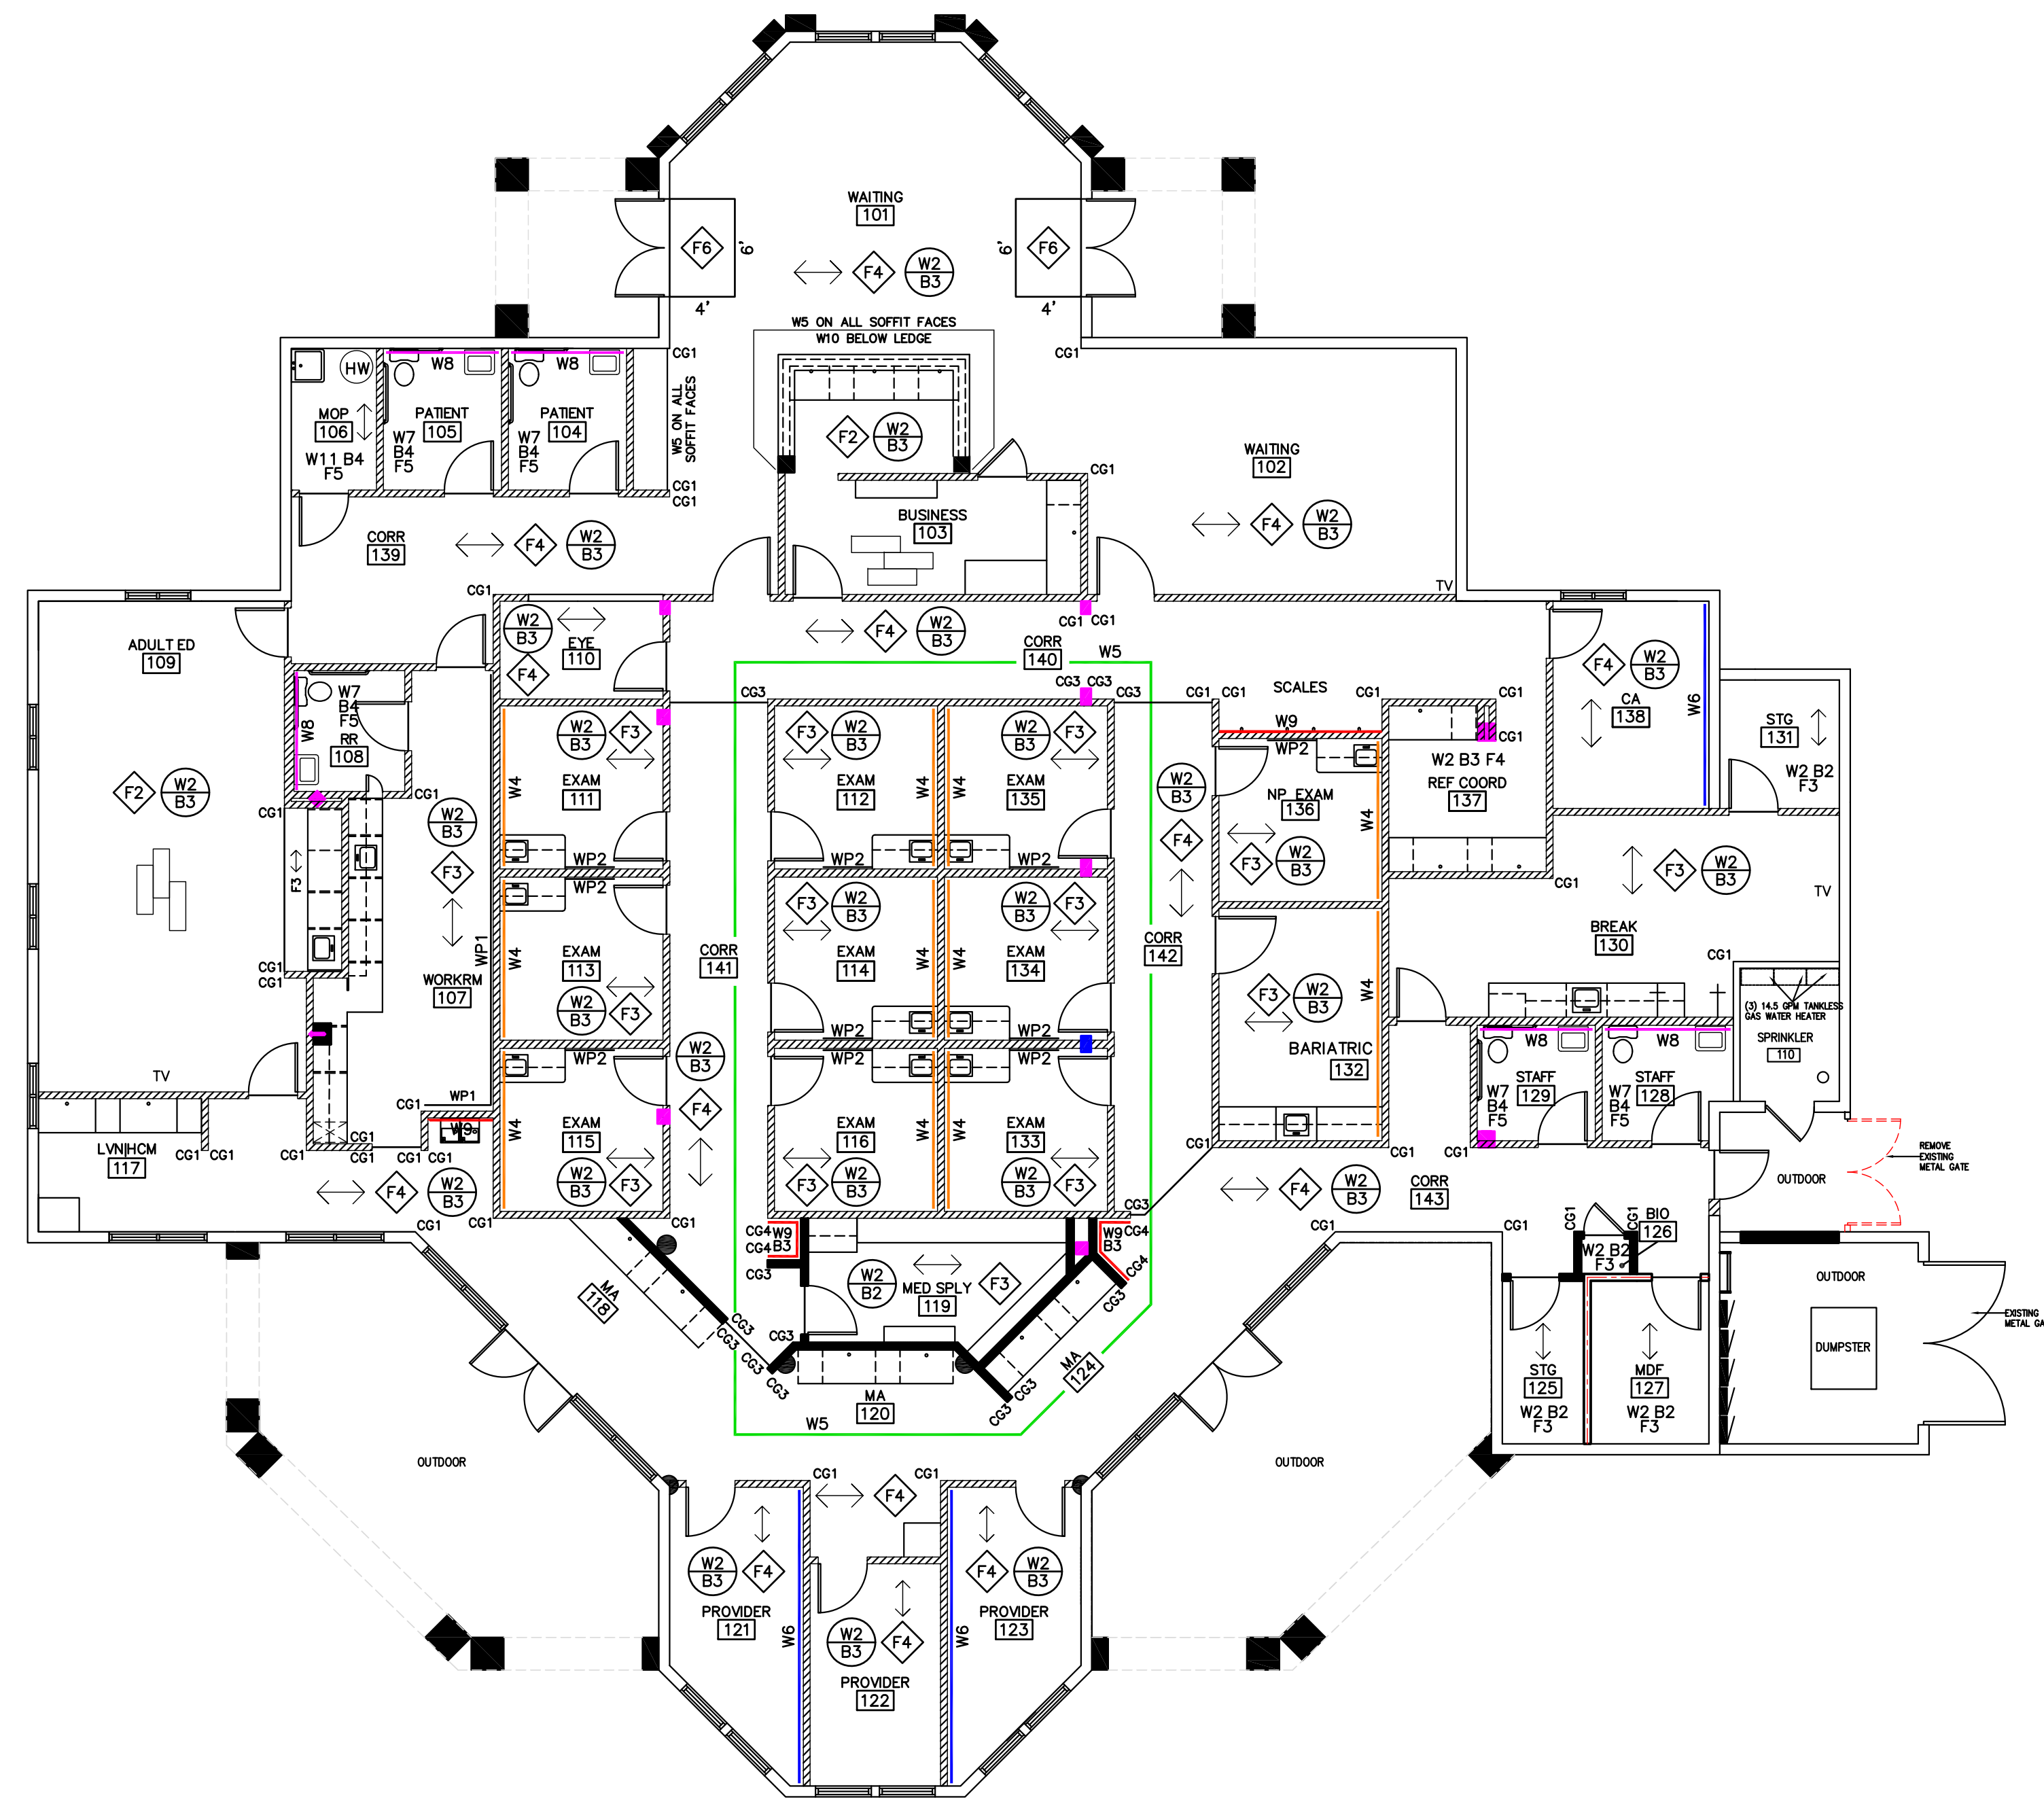 WAITING
101
F6
6'
4'
F4
W2
B3
6'
F6
4'
W5 ON ALL SOFFIT FACES
W10 BELOW LEDGE
CG1
CG1
HW
W8
W8
MOP
106
W11 B4
F5
PATIENT
105
W7
B4
F5
PATIENT
104
W7
B4
F5
W5 ON ALL
SOFFIT FACES
CG1
CG1
F2
W2
B3
CG1
WAITING
102
F4
W2
B3
TV
BUSINESS
103
CORR
139
F4
W2
B3
CG1
W2
B3
F4
EYE
110
F4
W2
B3
CG1
CG1
CORR
140
W5
ADULT ED
109
F2
W2
B3
TV
W7
B4
F5
W8
RR
108
CG1
CG1
F3
CG1
CG1
W2
B3
F3
WP1
WORKRM
107
WP1
CG1
CG3
CG3
CG3
CG3
CG1
CG1
SCALES
CG1
CG1
CG1
W9
WP2
W2
B3
F3
EXAM
111
W4
WP2
F3
W2
B3
EXAM
112
W4
WP2
W2
B3
F3
EXAM
135
W4
WP2
W2
B3
F4
NP EXAM
136
F3
W2
B3
W4
W2 B3 F4
REF COORD
137
F4
W2
B3
CA
138
W6
STG
131
W2 B2
F3
WP2
EXAM
113
W4
W2
B3
F3
F3
W2
B3
EXAM
114
W4
WP2
W2
B3
F3
EXAM
134
W4
WP2
CORR
141
CORR
142
W2
B3
F4
F3
W2
B3
W4
BARIATRIC
132
CG1
F3
W2
B3
TV
BREAK
130
CG1
(3) 14.5 GPM TANKLESS
GAS WATER HEATER
SPRINKLER
110
WP2
EXAM
115
W4
W2
B3
F3
WP2
EXAM
116
W4
F3
W2
B3
WP2
EXAM
133
W4
W2
B3
F3
W8
W8
STAFF
129
W7
B4
F5
STAFF
128
W7
B4
F5
CG1
CG1
CG1
REMOVE
EXISTING
METAL GATE
OUTDOOR
LVN|HCM
117
CG1
CG1
CG1
CG1
CG1
CG1
W9
F4
W2
B3
CG1
CG1
CG1
CG3
F4
W2
B3
CORR
143
CG1
CG1
CG1
CG1
BIO
126
W2 B2
F3
CG4
CG4
W9
B3
CG3
W9
B3
CG4
CG4
CG3
W2
B2
MED SPLY
119
F3
MA
118
CG3
CG3
CG3
CG3
CG3
MA
120
MA
124
CG3
CG3
W5
OUTDOOR
OUTDOOR
STG
125
W2 B2
F3
MDF
127
W2 B2
F3
OUTDOOR
DUMPSTER
EXISTING
METAL GA
CG1
F4
CG1
W2
B3
F4
PROVIDER
121
W6
W2
B3
F4
PROVIDER
122
F4
W2
B3
PROVIDER
123
W6